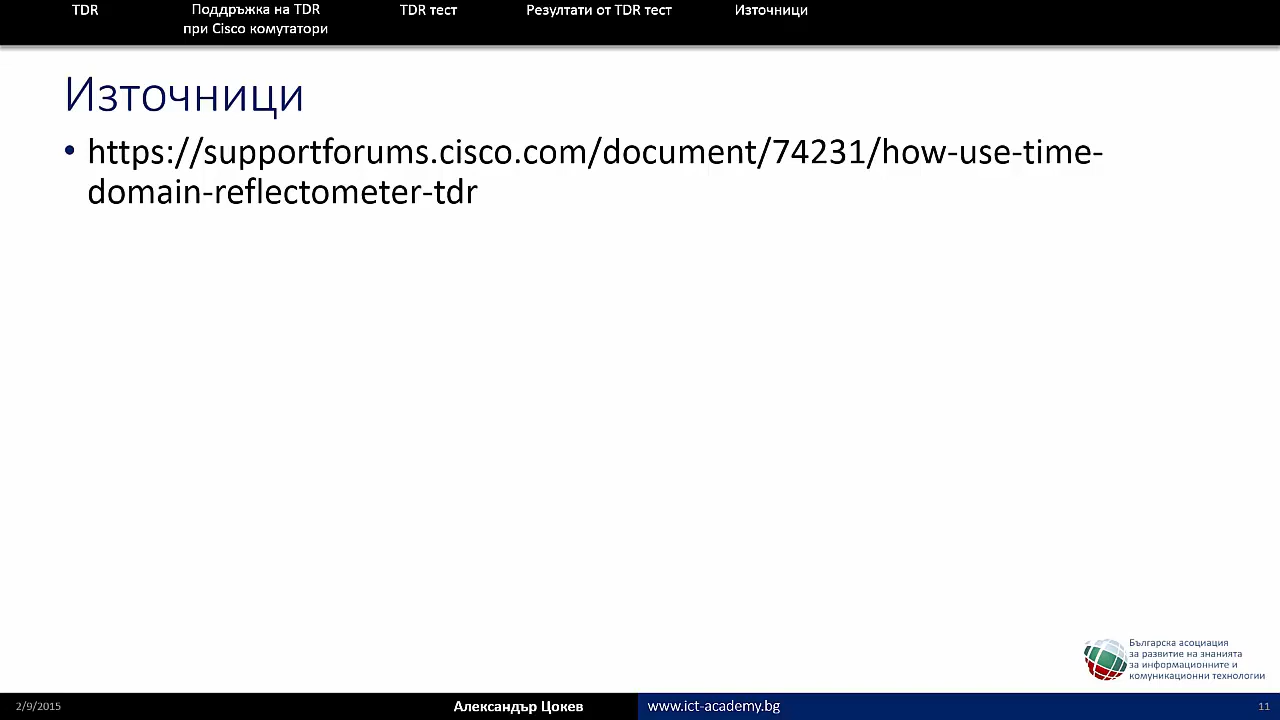 TDR
Поддръжка на TDR
при Cisco комутатори
TDR тест
Резултати от TDR тест
Източници
Източници
• https://supportforums.cisco.com/document/74231/how-use-time-
domain-reflectometer-tdr
Българска асоциация
за развитие на знанията
за информационните и
комуникационни технологии
2/9/2015
Александър Цокев
www.ict-academy.bg
11